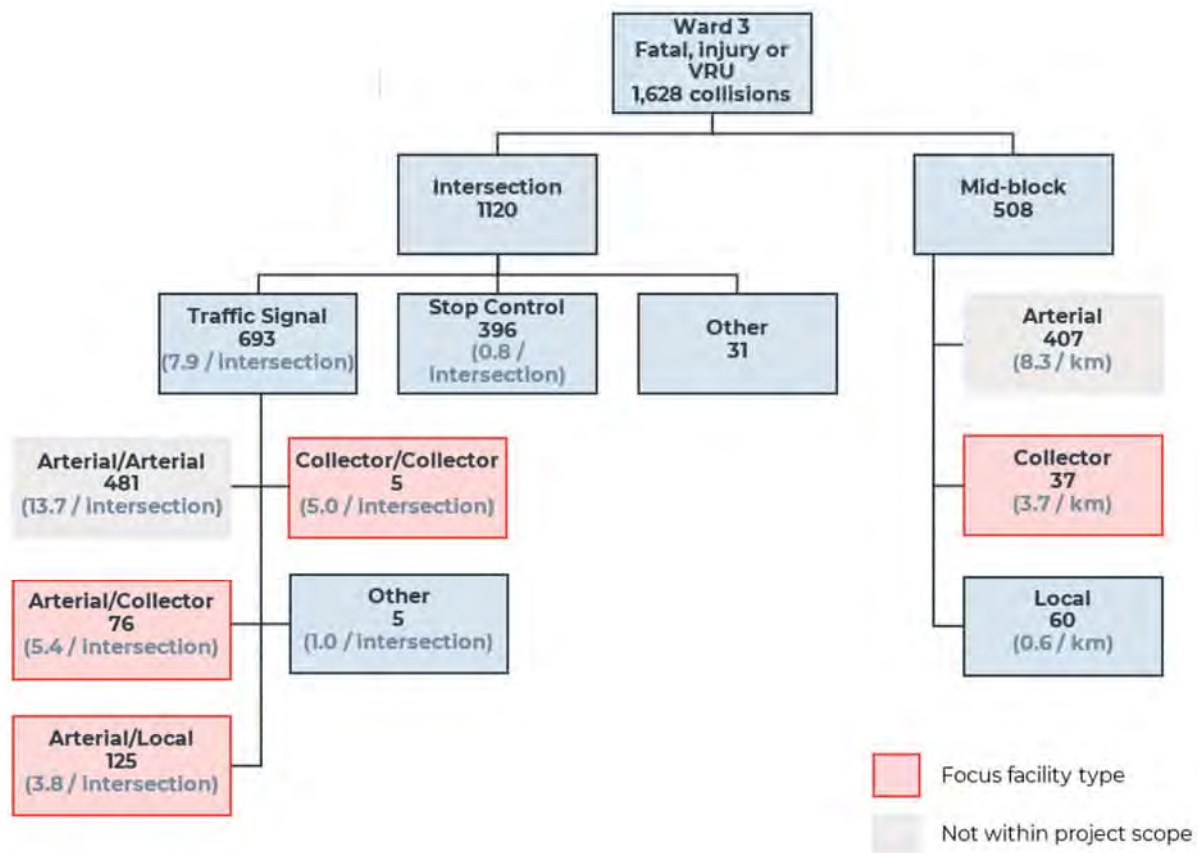 Ward 3
Fatal, injury or
VRU
1,628 collisions
Intersection
1120
Mid-block
508
Traffic Signal
693
(7.9 / intersection)
Stop Control
396
(0.8 /
intersection)
Other
31
Arterial
407
(8.3 / km)
Arterial/Arterial
481
(13.7 / intersection)
Collector/Collector
5
(5.0 / intersection)
Collector
37
(3.7 / km)
Arterial/Collector
76
(5.4 / intersection)
Other
5
(1.0 / intersection)
Local
60
(0.6 / km)
Arterial/Local
125
(3.8 / intersection)
Focus facility type
Not within project scope